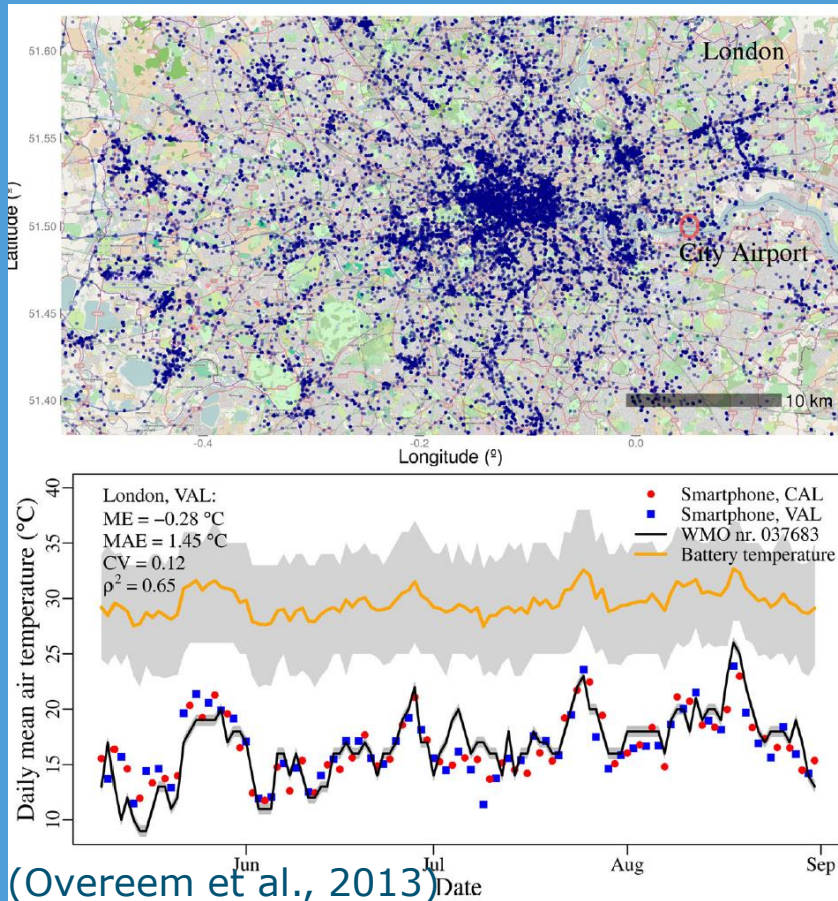 51.60
London
51.55
51.50
City Airport
51.45
51.40
10 km
-0.4
-0.2
0.0
Latitude (º)
Longitude (º)
40
London, VAL:
ME = −0.28 °C
MAE = 1.45 °C
CV = 0.12
ρ² = 0.65
Smartphone, CAL
Smartphone, VAL
WMO nr. 037683
Battery temperature
35
30
25
20
15
10
Daily mean air temperature (°C)
Jun
Jul
Aug
Sep
Date
(Overeem et al., 2013)